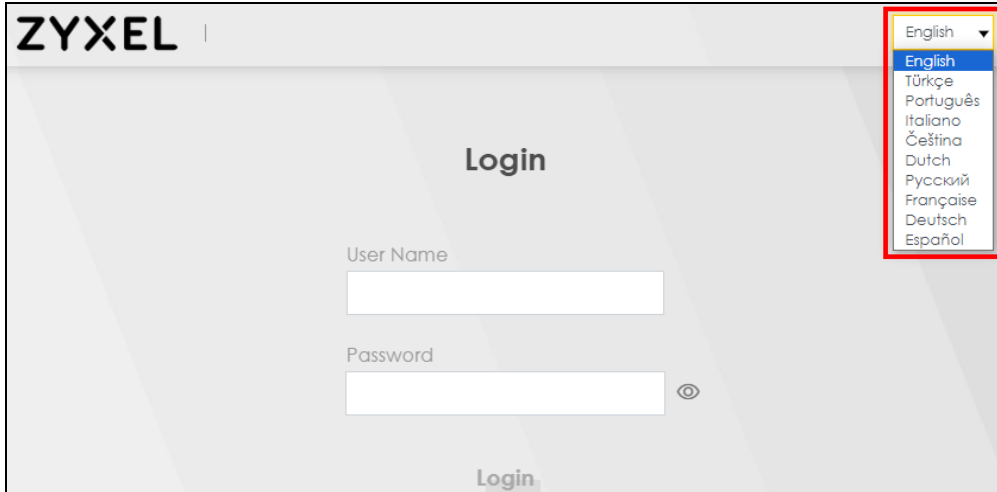 ZYXEL
English
English
Türkçe
Português
Italiano
Čeština
Dutch
Русский
Française
Deutsch
Español
Login
User Name
Password
Login